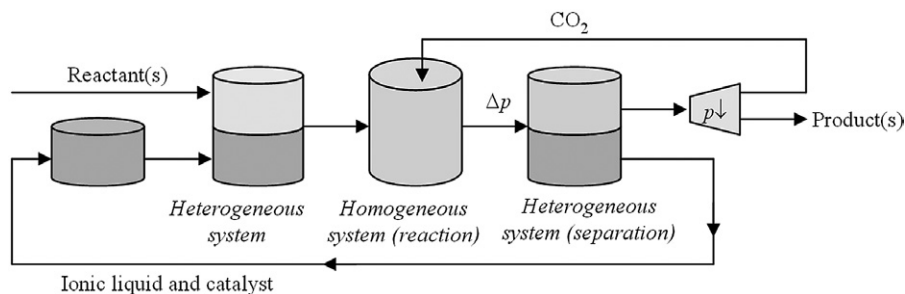 CO₂
Reactant(s)
Δp
p↓
Product(s)
Heterogeneous
system
Homogeneous
system (reaction)
Heterogeneous
system (separation)
Ionic liquid and catalyst